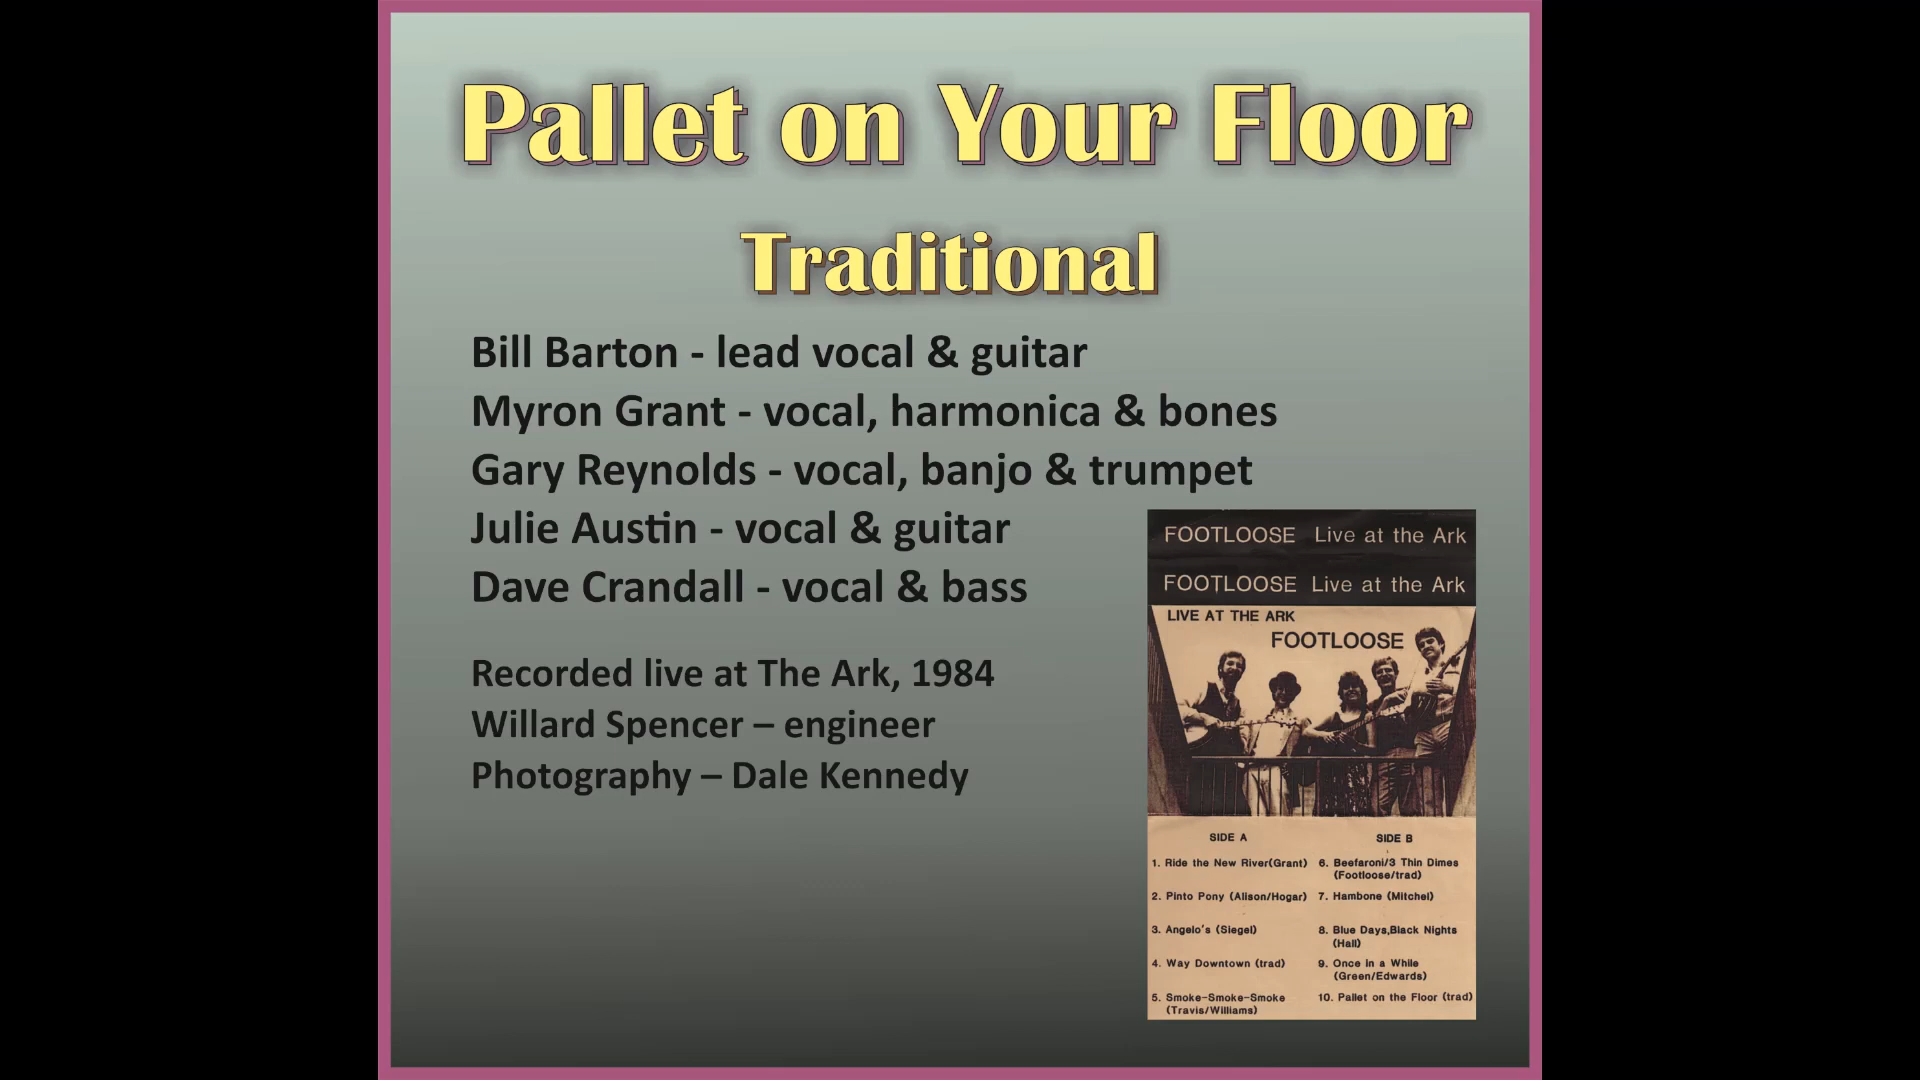 Pallet on Your Floor
Traditional
Bill Barton - lead vocal & guitar
Myron Grant - vocal, harmonica & bones
Gary Reynolds - vocal, banjo & trumpet
Julie Austin - vocal & guitar
Dave Crandall - vocal & bass
Recorded live at The Ark, 1984
Willard Spencer – engineer
Photography – Dale Kennedy
FOOTLOOSE Live at the Ark
FOOTLOOSE Live at the Ark
LIVE AT THE ARK
FOOTLOOSE
SIDE A
1. Ride the New River(Grant)
2. Pinto Pony (Alison/Hogar)
3. Angelo's (Siegel)
4. Way Downtown (trad)
5. Smoke-Smoke-Smoke
(Travis/Williams)
SIDE B
6. Beefaroni/3 Thin Dimes
(Footloose/trad)
7. Hambone (Mitchel)
8. Blue Days,Black Nights
(Hall)
9. Once in a While
(Green/Edwards)
10. Pallet on the Floor (trad)